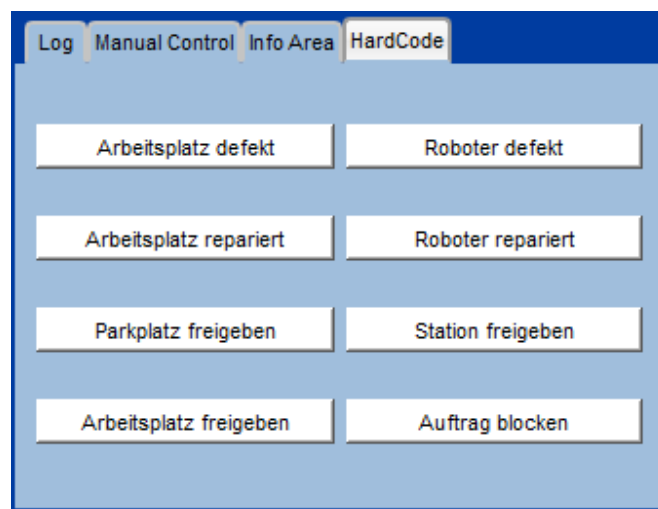 Log Manual Control Info Area HardCode
Arbeitsplatz defekt Roboter defekt
Arbeitsplatz repariert Roboter repariert
Parkplatz freigeben Station freigeben
Arbeitsplatz freigeben Auftrag blocken